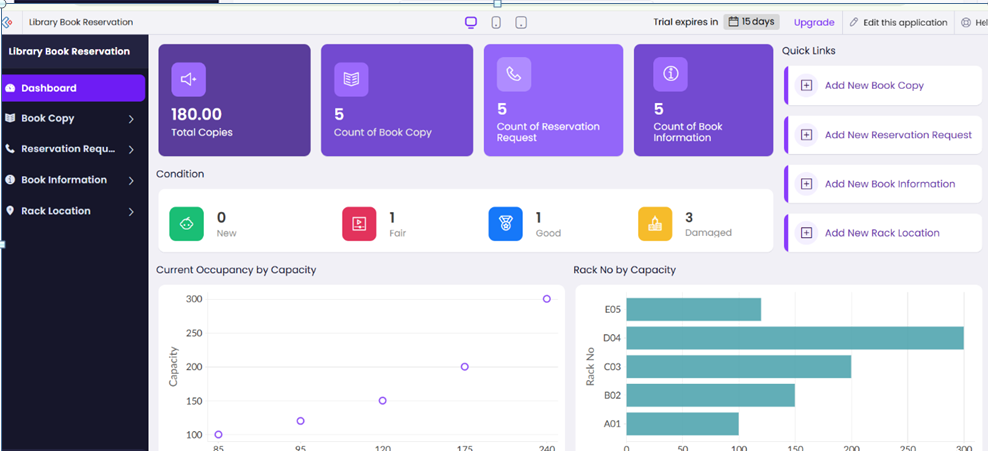 Library Book Reservation
Trial expires in 15 days Upgrade Edit this application
Library Book Reservation
Dashboard
Book Copy
Reservation Requ...
Book Information
Rack Location
180.00
Total Copies
5
Count of Book Copy
5
Count of Reservation
Request
5
Count of Book
Information
Quick Links
Add New Book Copy
Add New Reservation Request
Add New Book Information
Add New Rack Location
Condition
0
New
1
Fair
1
Good
3
Damaged
Current Occupancy by Capacity
Capacity
300
250
200
150
100
85 95 120 175 240
Rack No by Capacity
Rack No
E05
D04
C03
B02
A01
0 50 100 150 200 250 300